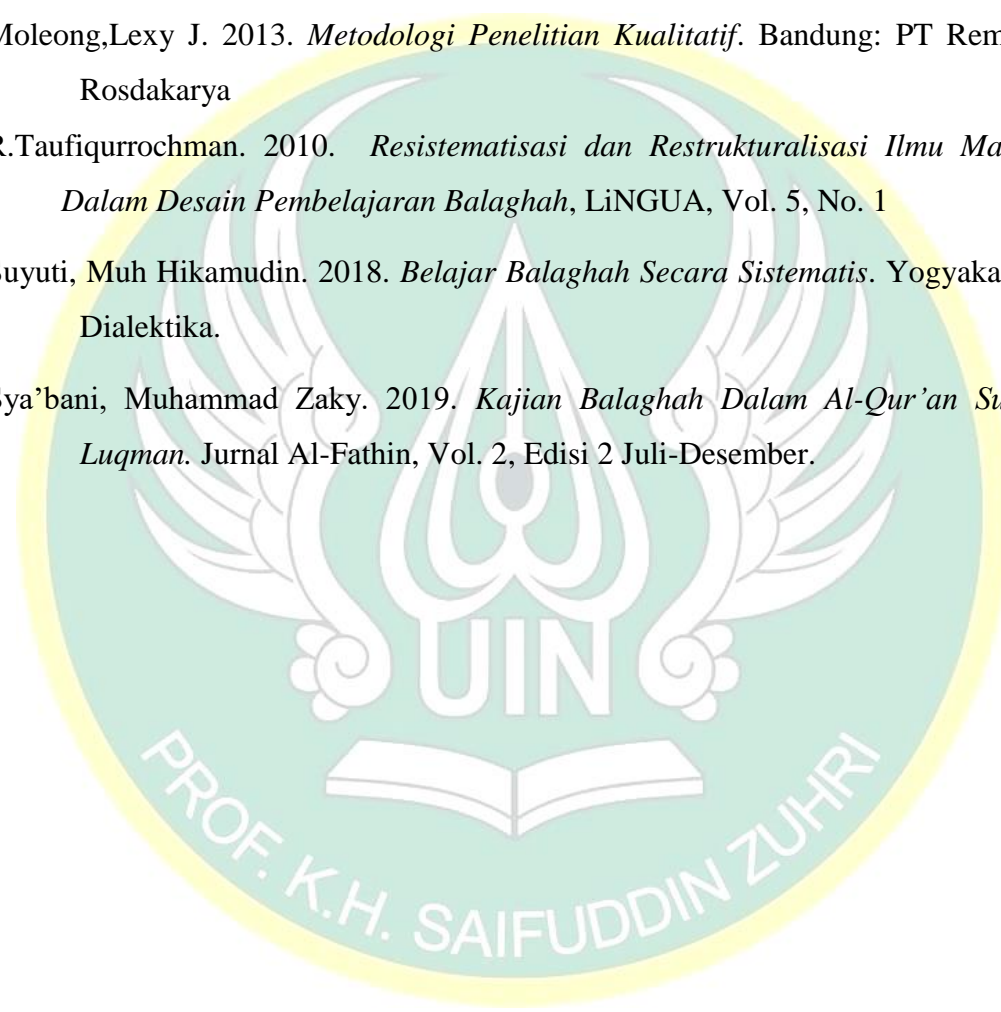 Moleong,Lexy J. 2013. Metodologi Penelitian Kualitatif. Bandung: PT Rem
Rosdakarya
R.Taufiqurrochman. 2010. Resistematisasi dan Restrukturalisasi Ilmu Ma
Dalam Desain Pembelajaran Balaghah, LiNGUA, Vol. 5, No. 1
Suyuti, Muh Hikamudin. 2018. Belajar Balaghah Secara Sistematis. Yogyaka
Dialektika.
Sya’bani, Muhammad Zaky. 2019. Kajian Balaghah Dalam Al-Qur’an Su
Luqman. Jurnal Al-Fathin, Vol. 2, Edisi 2 Juli-Desember.
UIN
PROF. K.H. SAIFUDDIN ZUHRI